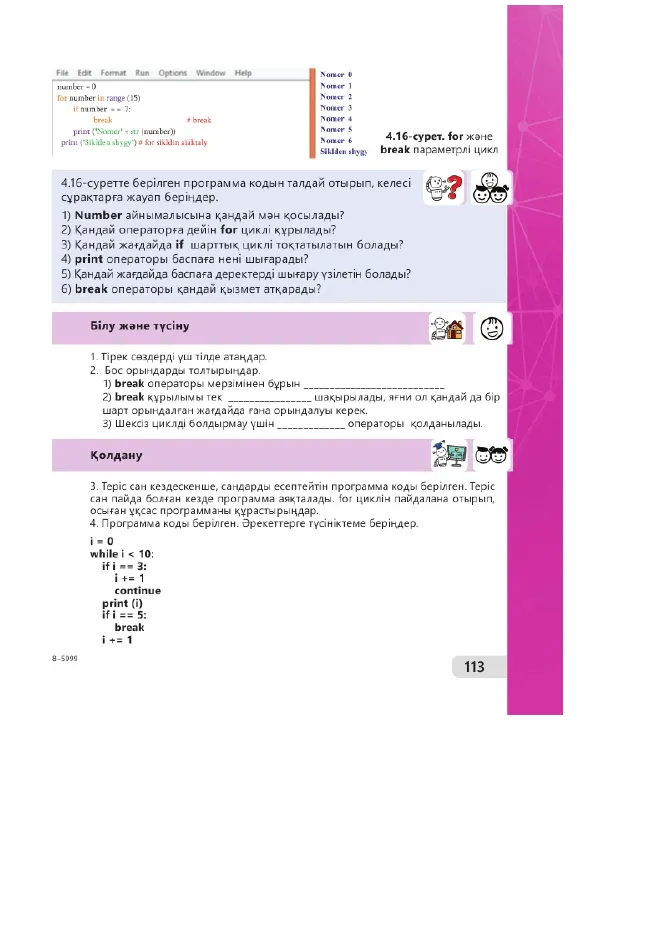 File Edit Format Run Options Window Help
number = 0
for number in range (15)
if number == 7:
break # break
print ('Nomer' + str |number))
print ('Siklden shygy') # for sikldin aiaktaly
Nomer 0
Nomer 1
Nomer 2
Nomer 3
Nomer 4
Nomer 5
Nomer 6
Siklden shygy
4.16-сурет. for және
break параметрлі цикл
4.16-суретте берілген программа кодын талдай отырып, келесі
сұрақтарға жауап беріңдер.
1) Number айнымалысына қандай мән қосылады?
2) Қандай операторға дейін for циклі құрылады?
3) Қандай жағдайда if шарттық циклі тоқтатылатын болады?
4) print операторы баспаға нені шығарады?
5) Қандай жағдайда баспаға деректерді шығару үзілетін болады?
6) break операторы қандай қызмет атқарады?
Білу және түсіну
1. Тірек сөздерді үш тілде атаңдар.
2. Бос орындарды толтырыңдар.
1) break операторы мерзімінен бұрын ___________________________
2) break құрылымы тек ________________ шақырылады, яғни ол қандай да бір
шарт орындалған жағдайда ғана орындалуы керек.
3) Шексіз циклді болдырмау үшін _____________ операторы қолданылады.
Қолдану
3. Теріс сан кездескенше, сандарды есептейтін программа коды берілген. Теріс
сан пайда болған кезде программа аяқталады. for циклін пайдалана отырып,
осыған ұқсас программаны құрастырыңдар.
4. Программа коды берілген. Әрекеттерге түсініктеме беріңдер.
i = 0
while i < 10:
if i == 3:
i += 1
continue
print (i)
if i == 5:
break
i += 1
8–5999
113